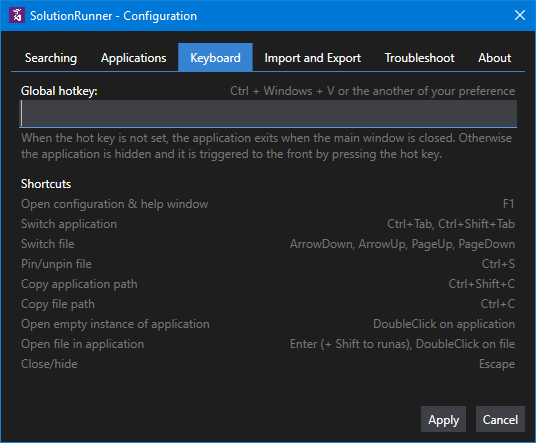 SolutionRunner - Configuration
Searching Applications Keyboard Import and Export Troubleshoot About
Global hotkey: Ctrl + Windows + V or the another of your preference
When the hot key is not set, the application exits when the main window is closed. Otherwise
the application is hidden and it is triggered to the front by pressing the hot key.
Shortcuts
Open configuration & help window F1
Switch application Ctrl+Tab, Ctrl+Shift+Tab
Switch file ArrowDown, ArrowUp, PageUp, PageDown
Pin/unpin file Ctrl+S
Copy application path Ctrl+Shift+C
Copy file path Ctrl+C
Open empty instance of application DoubleClick on application
Open file in application Enter (+ Shift to runas), DoubleClick on file
Close/hide Escape
Apply Cancel